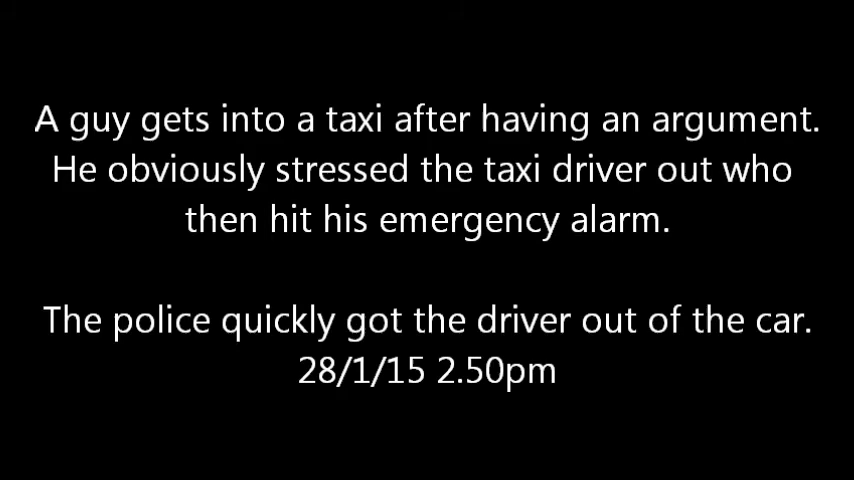 A guy gets into a taxi after having an argument.
He obviously stressed the taxi driver out who
then hit his emergency alarm.
The police quickly got the driver out of the car.
28/1/15 2.50pm